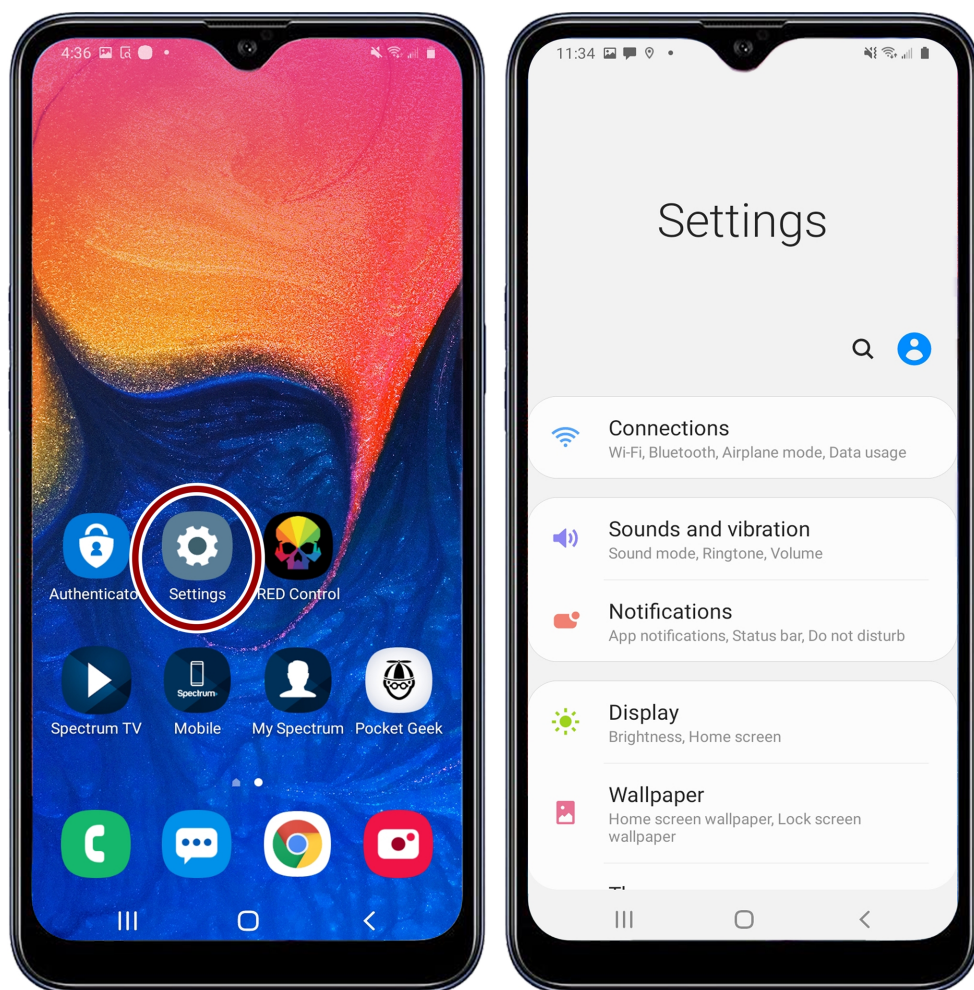 4:36
Authenticato
Settings
RED Control
Spectrum
Spectrum TV
Mobile
My Spectrum
Pocket Geek
11:34
Settings
Connections
Wi-Fi, Bluetooth, Airplane mode, Data usage
Sounds and vibration
Sound mode, Ringtone, Volume
Notifications
App notifications, Status bar, Do not disturb
Display
Brightness, Home screen
Wallpaper
Home screen wallpaper, Lock screen
wallpaper